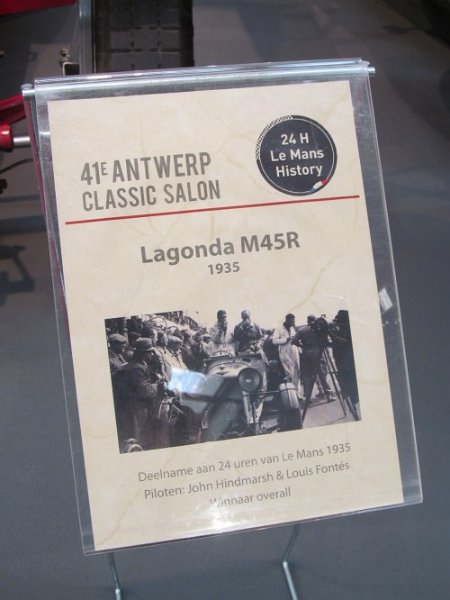 41E ANTWERP
CLASSIC SALON
24 H
Le Mans
History
Lagonda M45R
1935
Deelname aan 24 uren van Le Mans 1935
Piloten: John Hindmarsh & Louis Fontés
winnaar overall